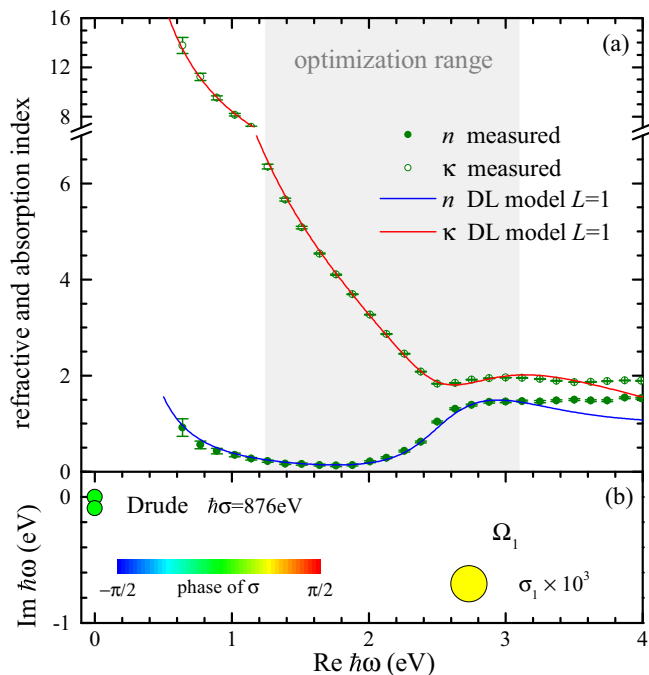 16
(a)
14
optimization range
12
10
8
n measured
κ measured
6
n DL model L=1
κ DL model L=1
4
2
0
refractive and absorption index
0
(b)
Drude ħσ=876eV
Ω₁
−π/2 phase of σ π/2
σ₁ × 10³
-1
Im ħω (eV)
0 1 2 3 4
Re ħω (eV)